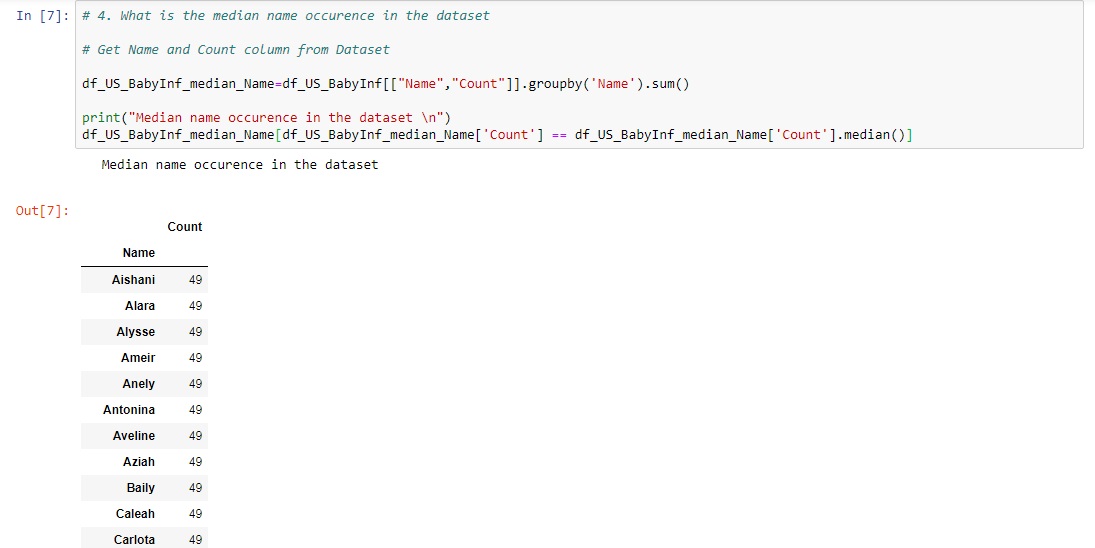 In [7]: # 4. What is the median name occurence in the dataset
# Get Name and Count column from Dataset
df_US_BabyInf_median_Name=df_US_BabyInf[["Name","Count"]].groupby('Name').sum()
print("Median name occurence in the dataset \n")
df_US_BabyInf_median_Name[df_US_BabyInf_median_Name['Count'] == df_US_BabyInf_median_Name['Count'].median()]
Median name occurence in the dataset
Out[7]:
Count
Name
Aishani 49
Alara 49
Alysse 49
Ameir 49
Anely 49
Antonina 49
Aveline 49
Aziah 49
Baily 49
Caleah 49
Carlota 49